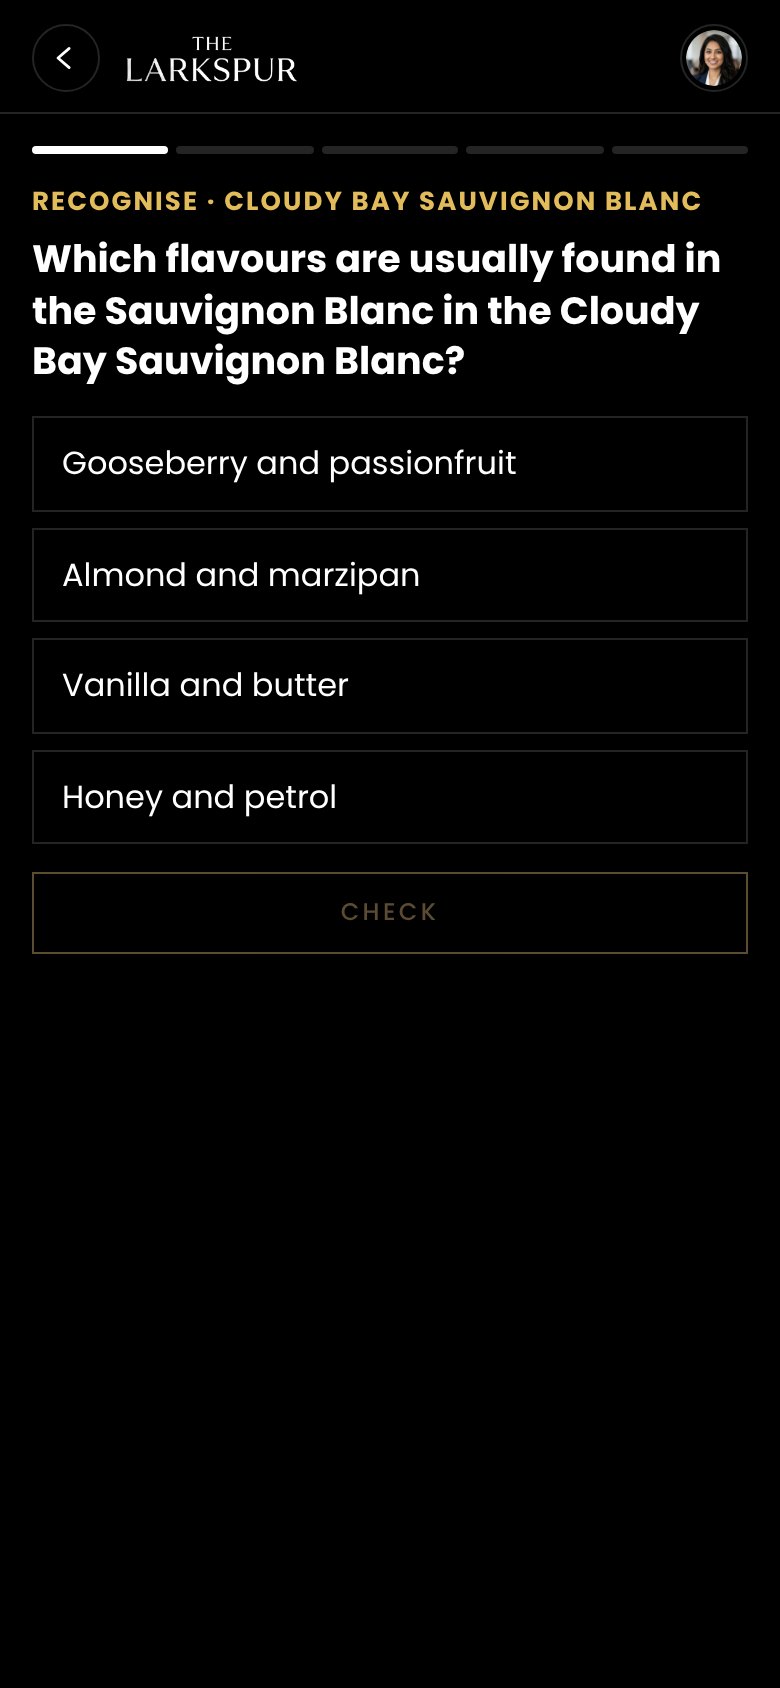 THE
LARKSPUR
RECOGNISE · CLOUDY BAY SAUVIGNON BLANC
Which flavours are usually found in
the Sauvignon Blanc in the Cloudy
Bay Sauvignon Blanc?
Gooseberry and passionfruit
Almond and marzipan
Vanilla and butter
Honey and petrol
CHECK